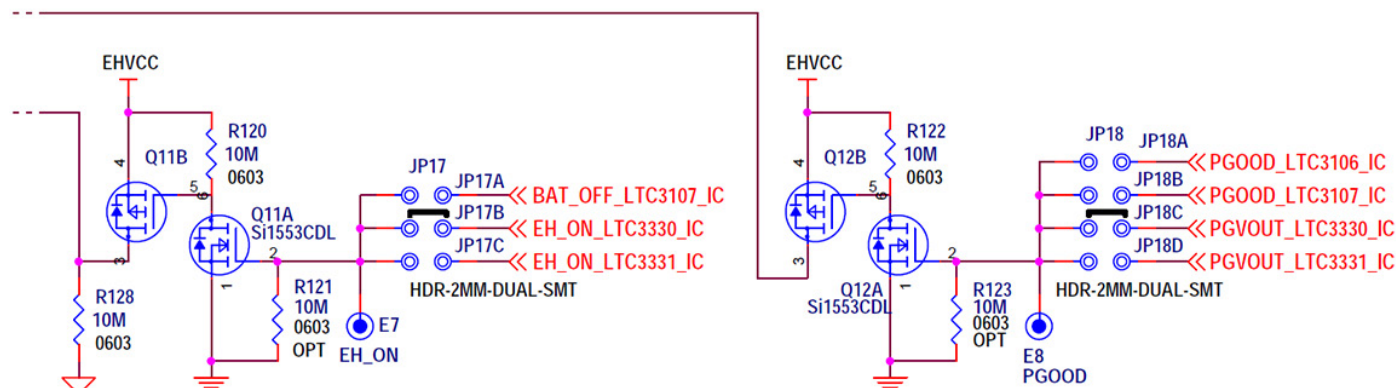 EHVCC
4
Q11B
R120
10M
0603
5
6
3
Q11A
Si1553CDL
2
1
R128
10M
0603
R121
10M
0603
OPT
E7
EH_ON
JP17
JP17A
BAT_OFF_LTC3107_IC
JP17B
EH_ON_LTC3330_IC
JP17C
EH_ON_LTC3331_IC
HDR-2MM-DUAL-SMT
EHVCC
4
Q12B
R122
10M
0603
5
6
3
2
1
Q12A
Si1553CDL
R123
10M
0603
OPT
E8
PGOOD
JP18
JP18A
PGOOD_LTC3106_IC
JP18B
PGOOD_LTC3107_IC
JP18C
PGVOUT_LTC3330_IC
JP18D
PGVOUT_LTC3331_IC
HDR-2MM-DUAL-SMT